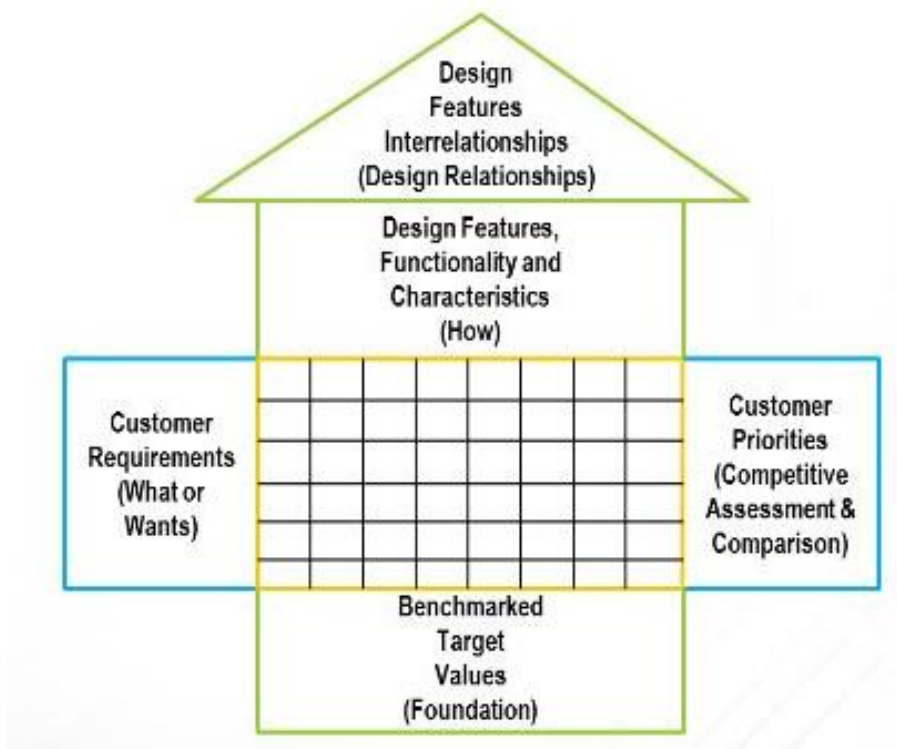 Design
Features
Interrelationships
(Design Relationships)
Design Features,
Functionality and
Characteristics
(How)
Customer
Requirements
(What or
Wants)
Customer
Priorities
(Competitive
Assessment &
Comparison)
Benchmarked
Target
Values
(Foundation)